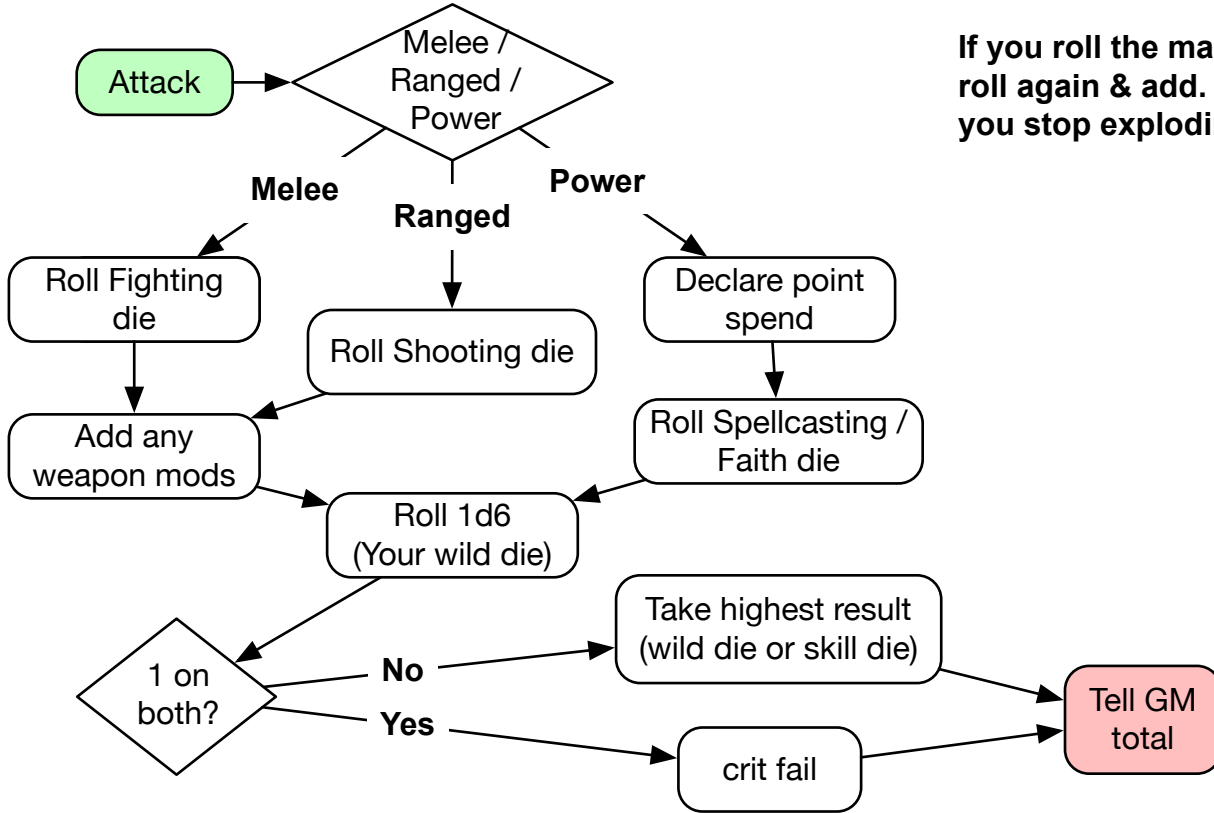 Attack
Melee /
Ranged /
Power
If you roll the
roll again & add.
you stop
Melee
Ranged
Power
Roll Fighting
die
Roll Shooting die
Declare point
spend
Add any
weapon mods
Roll Spellcasting /
Faith die
Roll 1d6
(Your wild die)
1 on
both?
No
Yes
Take highest result
(wild die or skill die)
crit fail
Tell GM
total